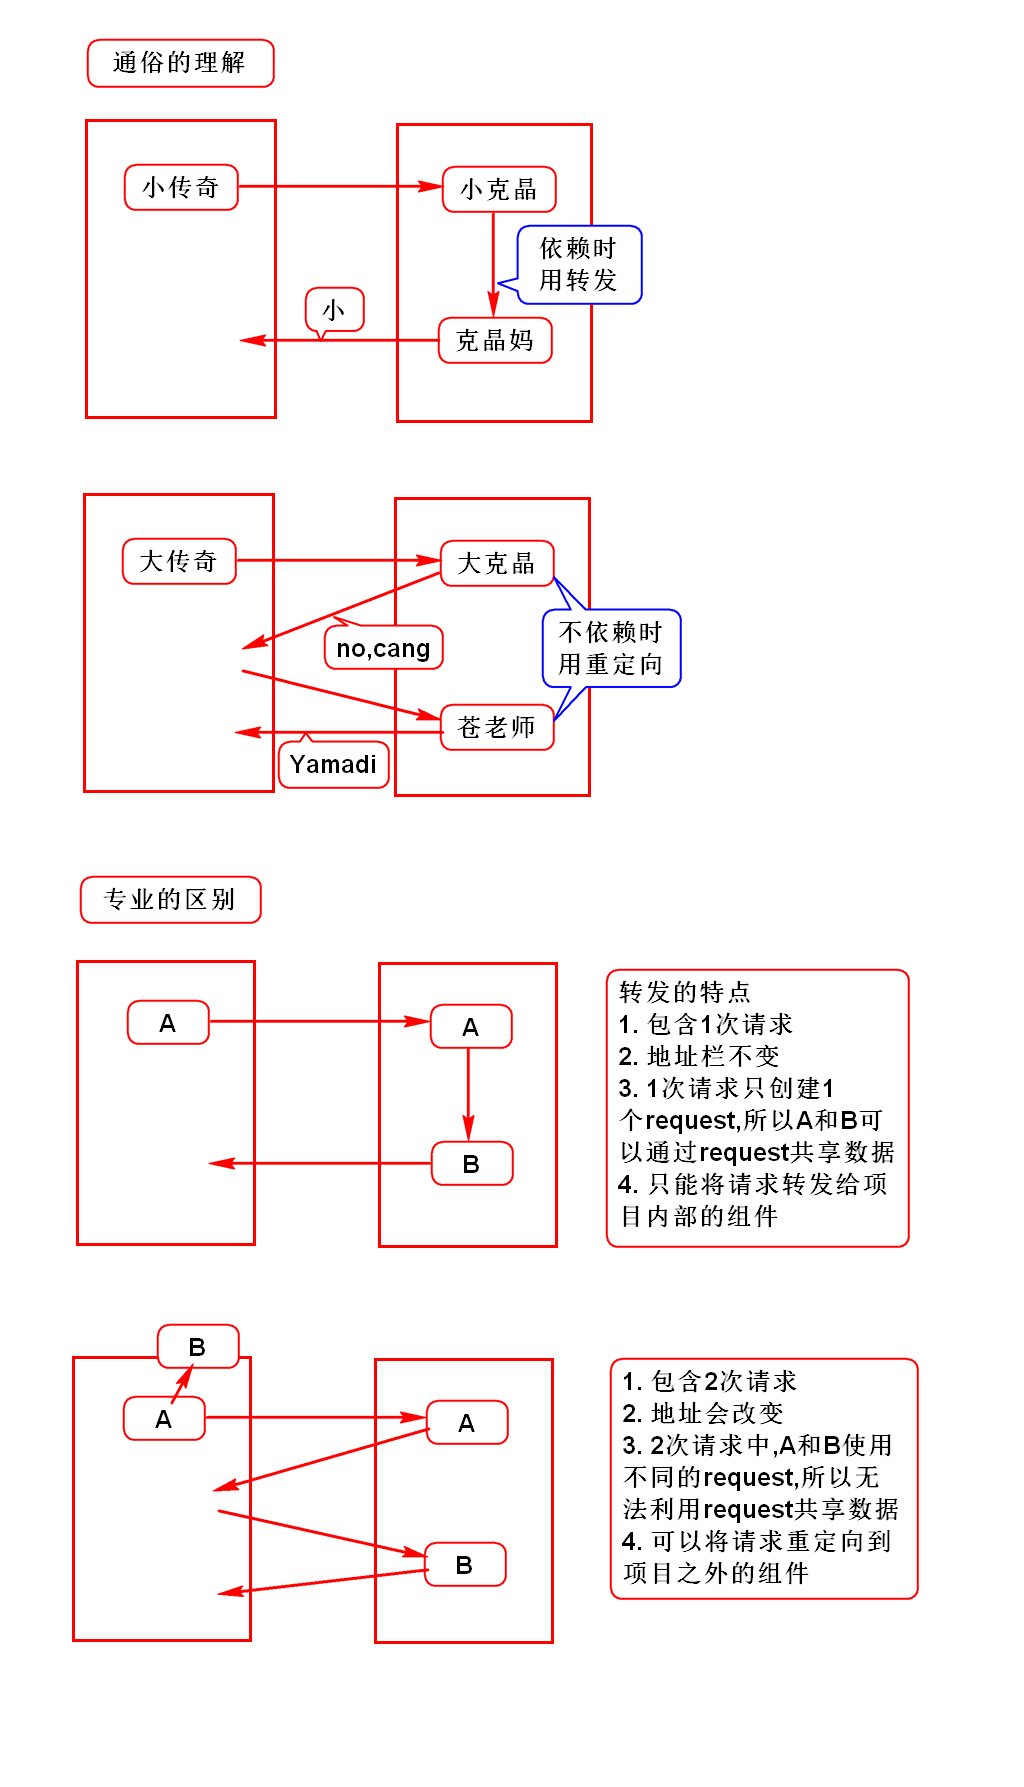 通俗的理解
小传奇
小克晶
依赖时
用转发
小
克晶妈
大传奇
大克晶
no,cang
不依赖时
用重定向
苍老师
Yamadi
专业的区别
A
A
B
转发的特点
1. 包含1次请求
2. 地址栏不变
3. 1次请求只创建1
个request,所以A和B可
以通过request共享数据
4. 只能将请求转发给项
目内部的组件
B
A
A
B
1. 包含2次请求
2. 地址会改变
3. 2次请求中,A和B使用
不同的request,所以无
法利用request共享数据
4. 可以将请求重定向到
项目之外的组件